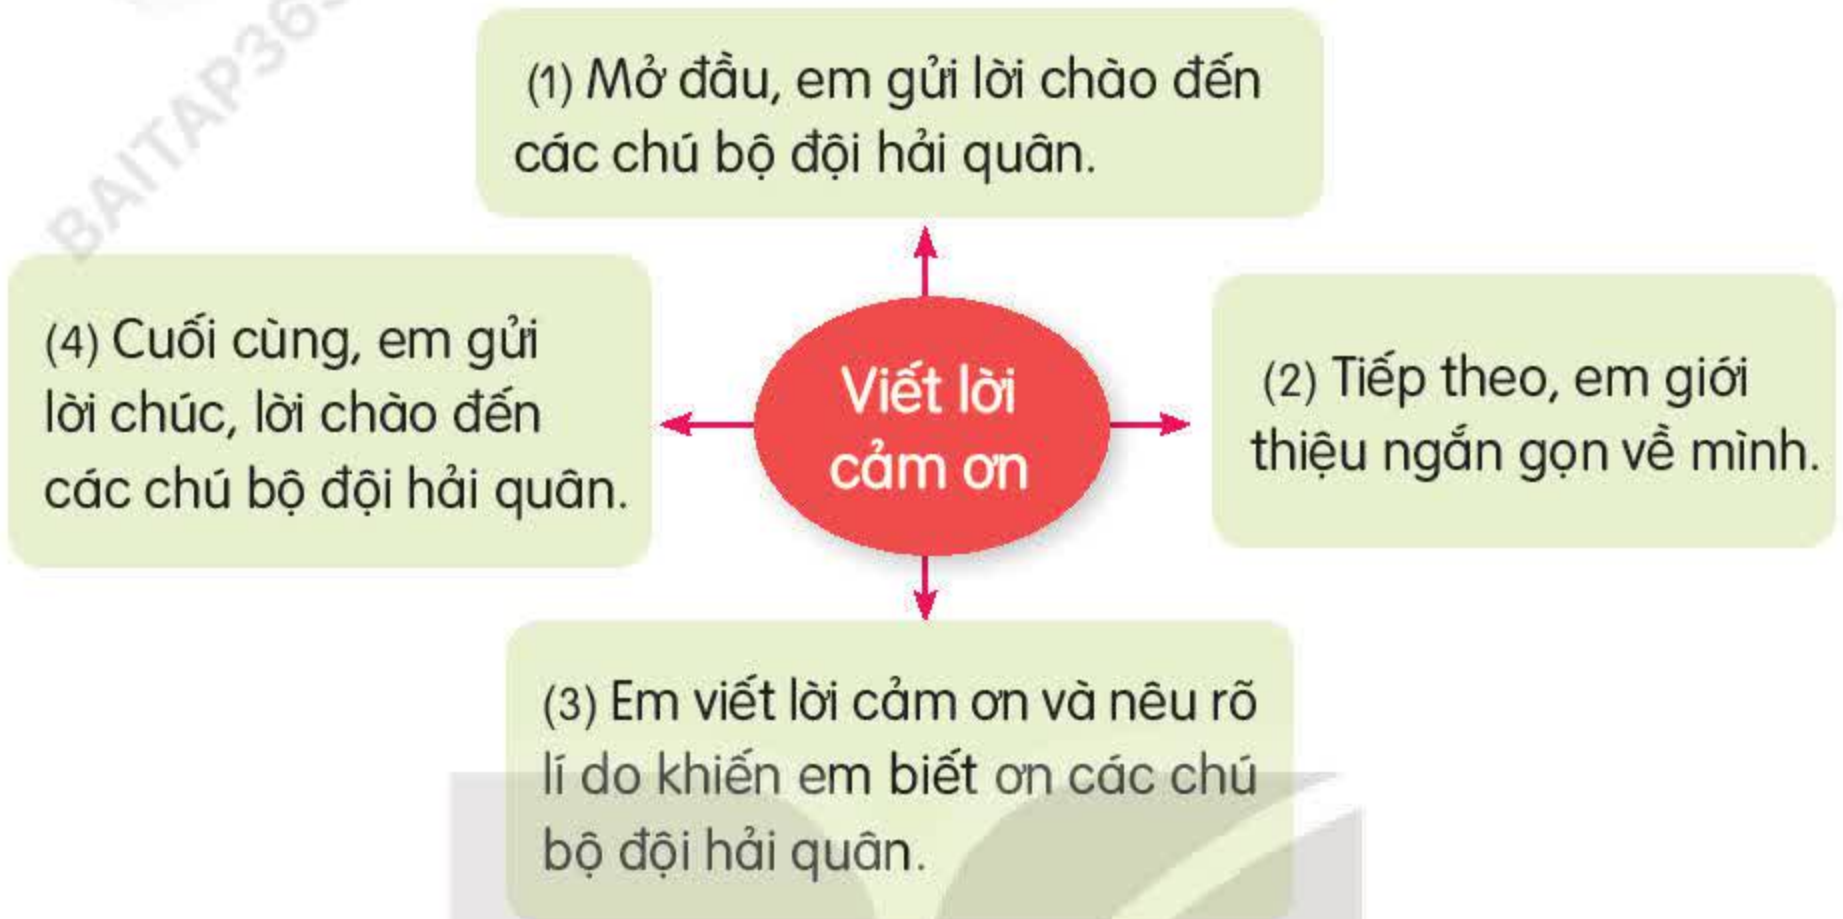 BAITAP36
(1) Mở đầu, em gửi lời chào đến
các chú bộ đội hải quân.
(4) Cuối cùng, em gửi
lời chúc, lời chào đến
các chú bộ đội hải quân.
Viết lời
cảm ơn
(2) Tiếp theo, em giới
thiệu ngắn gọn về mình.
(3) Em viết lời cảm ơn và nêu rõ
lí do khiến em biết ơn các chú
bộ đội hải quân.